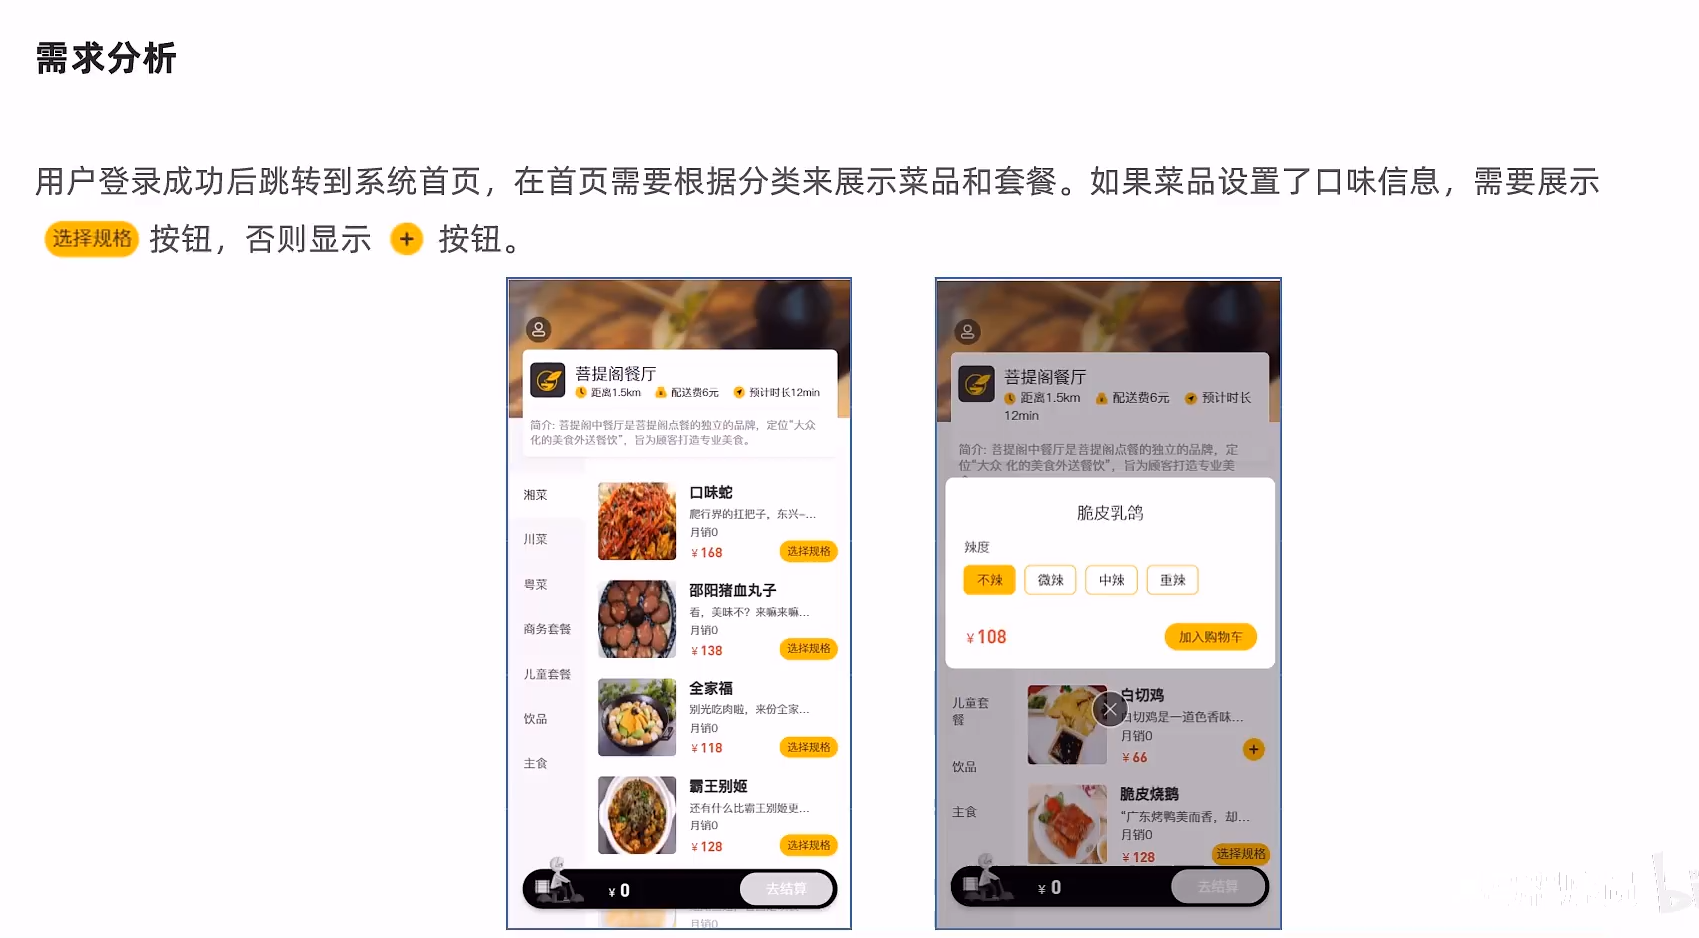 需求分析
用户登录成功后跳转到系统首页，在首页需要根据分类来展示菜品和套餐。如果菜品设置了口味信息，需要展示
选择规格 按钮，否则显示 + 按钮。
菩提阁餐厅
距离1.5km 配送费6元 预计时长12min
简介: 菩提阁中餐厅是菩提阁点餐的独立的品牌，定位“大众
化的美食外送餐饮”，旨为顾客打造专业美食。
湘菜
川菜
粤菜
商务套餐
儿童套餐
饮品
主食
口味蛇
爬行界的扛把子，东兴-...
月销0
¥168
选择规格
邵阳猪血丸子
看，美味不？来嘛来嘛...
月销0
¥138
选择规格
全家福
别光吃肉啦，来份全家...
月销0
¥118
选择规格
霸王别姬
还有什么比霸王别姬更...
月销0
¥128
选择规格
¥0
去结算
月销0
菩提阁餐厅
距离1.5km 配送费6元 预计时长
12min
简介: 菩提阁中餐厅是菩提阁点餐的独立的品牌，定
位“大众 化的美食外送餐饮”，旨为顾客打造专业美
脆皮乳鸽
辣度
不辣 微辣 中辣 重辣
¥108
加入购物车
儿童套
餐
饮品
主食
白切鸡
白切鸡是一道色香味...
月销0
¥66
+
脆皮烧鹅
“广东烤鸭美而香，却...
月销0
¥128
选择规格
¥0
去结算